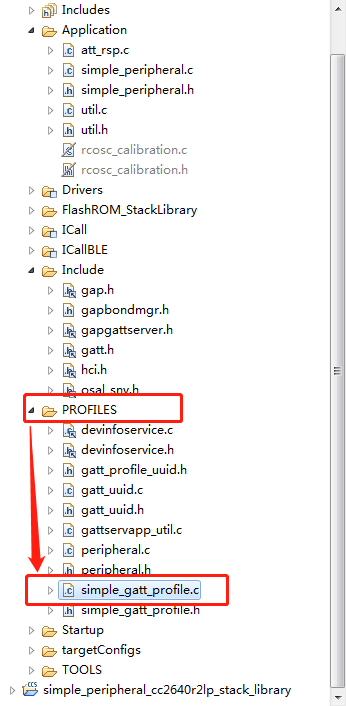 Includes
Application
att_rsp.c
simple_peripheral.c
simple_peripheral.h
util.c
util.h
rcosc_calibration.c
rcosc_calibration.h
Drivers
FlashROM_StackLibrary
ICall
ICallBLE
Include
gap.h
gapbondmgr.h
gapgattserver.h
gatt.h
hci.h
osal_snv.h
PROFILES
devinfoservice.c
devinfoservice.h
gatt_profile_uuid.h
gatt_uuid.c
gatt_uuid.h
gattservapp_util.c
peripheral.c
peripheral.h
simple_gatt_profile.c
simple_gatt_profile.h
Startup
targetConfigs
TOOLS
simple_peripheral_cc2640r2lp_stack_library